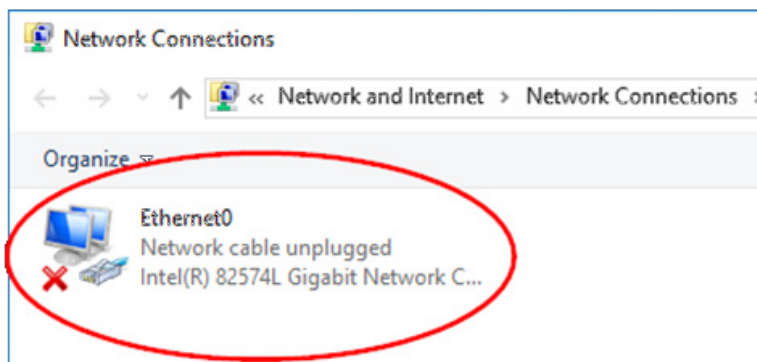 Network Connections
« Network and Internet > Network Connections >
Organize
Ethernet0
Network cable unplugged
Intel(R) 82574L Gigabit Network C...